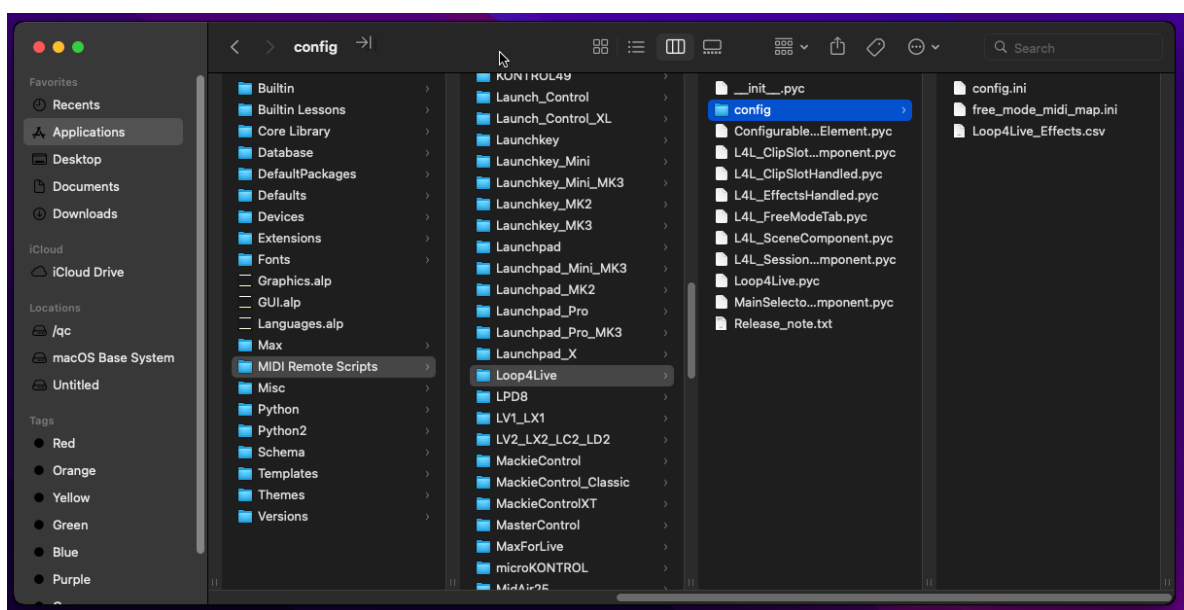 config
Search
Favorites
Recents
Applications
Desktop
Documents
Downloads
iCloud
iCloud Drive
Locations
/qc
macOS Base System
Untitled
Tags
Red
Orange
Yellow
Green
Blue
Purple
Builtin
Builtin Lessons
Core Library
Database
DefaultPackages
Defaults
Devices
Extensions
Fonts
Graphics.alp
GUI.alp
Languages.alp
Max
MIDI Remote Scripts
Misc
Python
Python2
Schema
Templates
Themes
Versions
KONTROL49
Launch_Control
Launch_Control_XL
Launchkey
Launchkey_Mini
Launchkey_Mini_MK3
Launchkey_MK2
Launchkey_MK3
Launchpad
Launchpad_Mini_MK3
Launchpad_MK2
Launchpad_Pro
Launchpad_Pro_MK3
Launchpad_X
Loop4Live
LPD8
LV1_LX1
LV2_LX2_LC2_LD2
MackieControl
MackieControl_Classic
MackieControlXT
MasterControl
MaxForLive
microKONTROL
MidAir25
__init__.pyc
config
Configurable...Element.pyc
L4L_ClipSlot...mponent.pyc
L4L_ClipSlotHandled.pyc
L4L_EffectsHandled.pyc
L4L_FreeModeTab.pyc
L4L_SceneComponent.pyc
L4L_Session...mponent.pyc
Loop4Live.pyc
MainSelecto...mponent.pyc
Release_note.txt
config.ini
free_mode_midi_map.ini
Loop4Live_Effects.csv